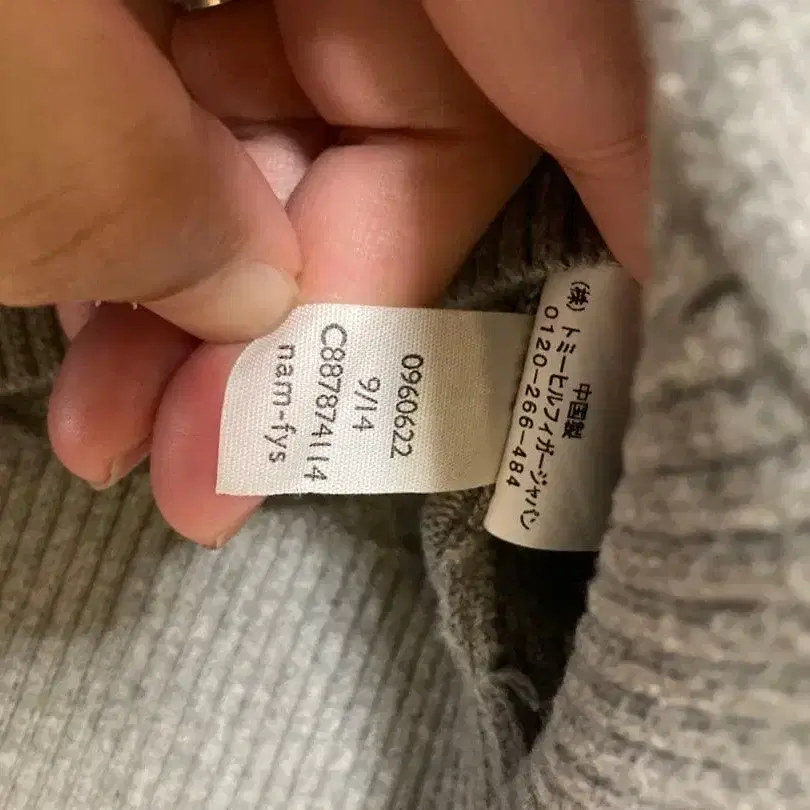 0960622
9/14
C887874114
nam-fys
中国製
(株)トミーヒルフィガージャパン
0120-266-484